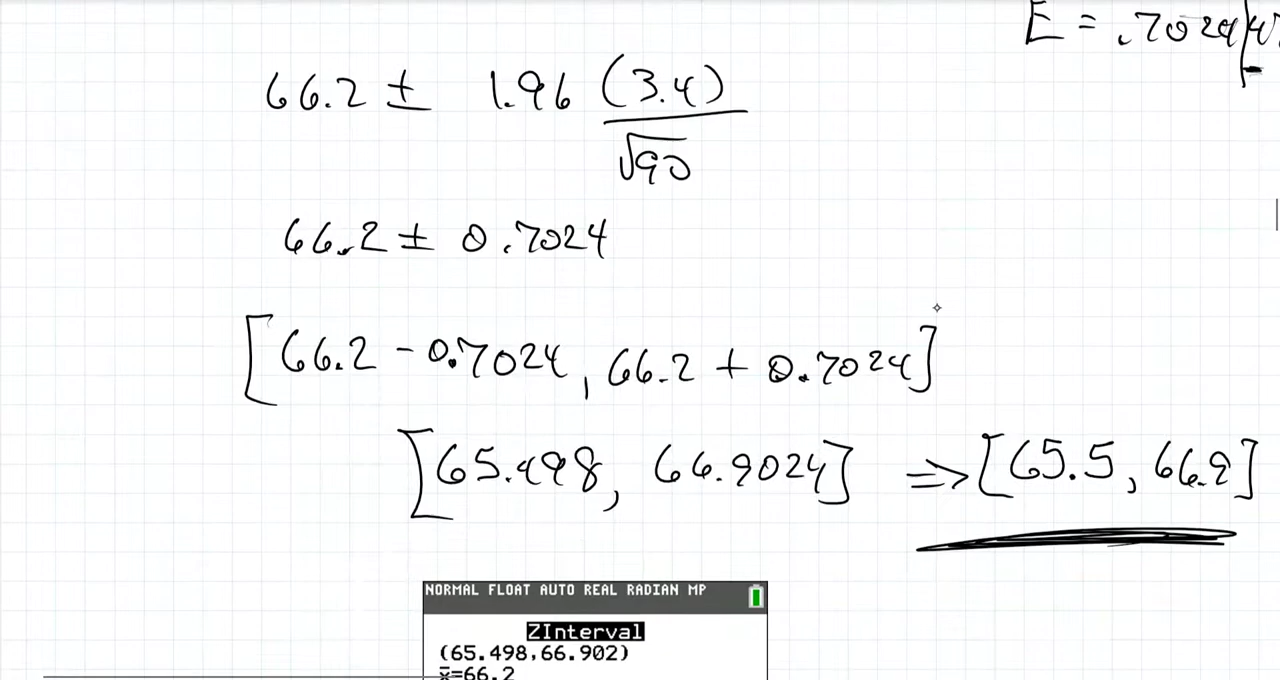 E = .7024
66.2 ± 1.96 (3.4)
√90
66.2 ± 0.7024
[66.2 - 0.7024, 66.2 + 0.7024]
[65.498, 66.9024] => [65.5, 66.9]
NORMAL FLOAT AUTO REAL RADIAN MP
ZInterval
(65.498,66.902)
x̄=66.2